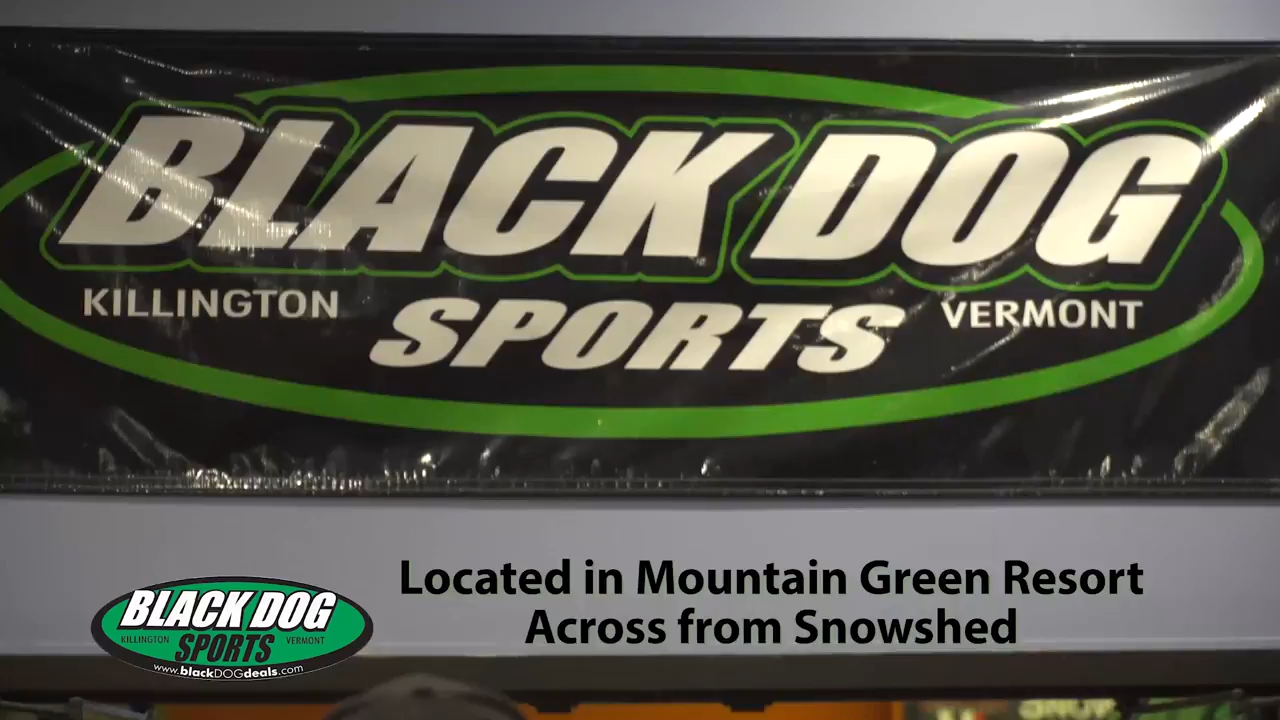 BLACK DOG
KILLINGTON SPORTS VERMONT
Located in Mountain Green Resort
Across from Snowshed
BLACK DOG
KILLINGTON SPORTS VERMONT
www.blackDOGdeals.com